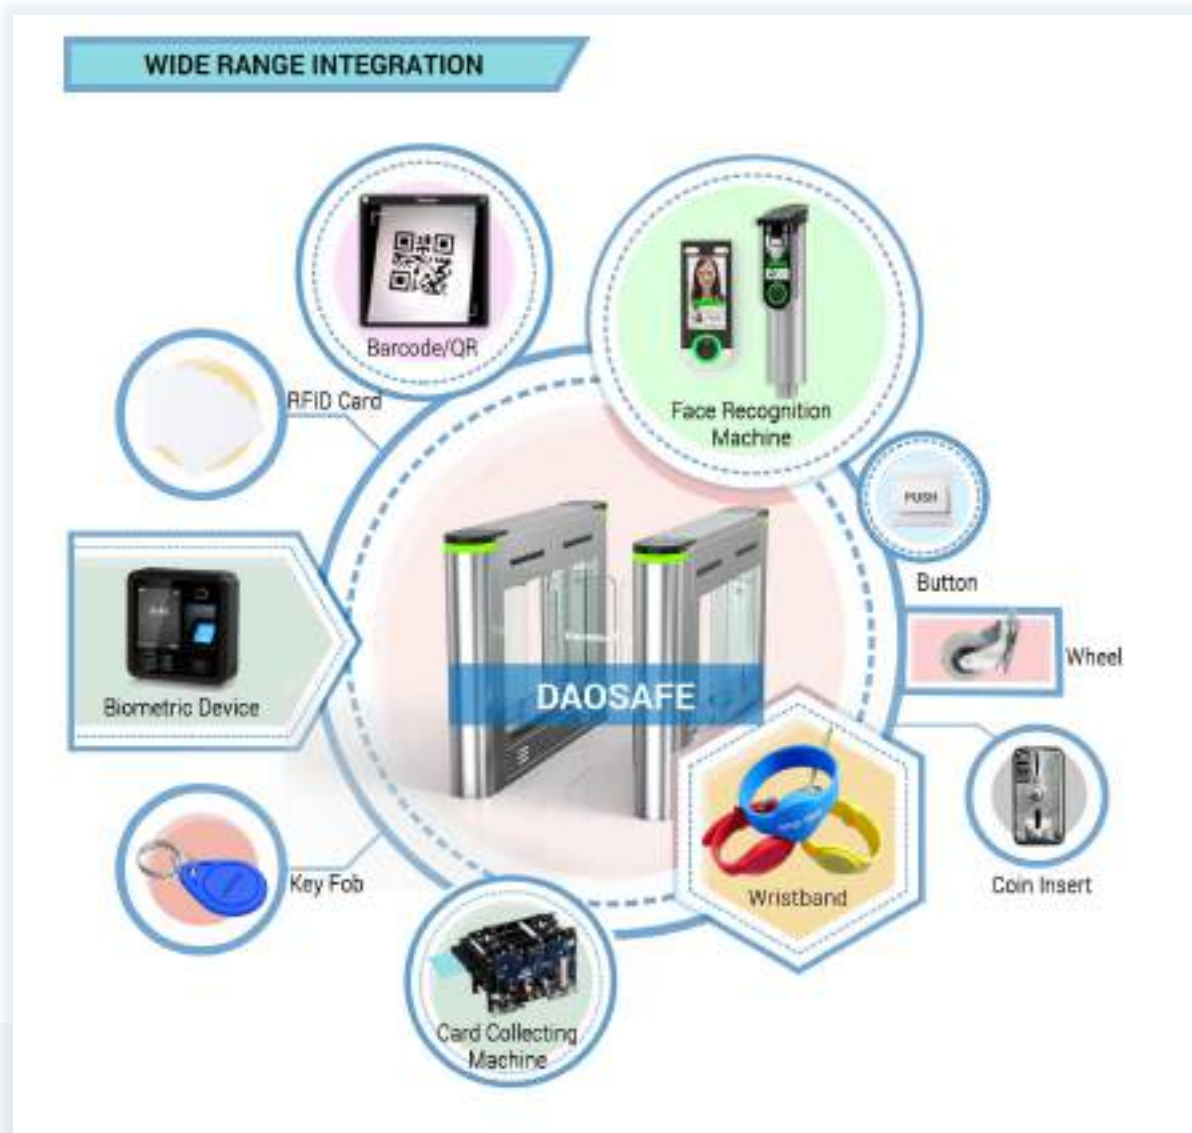 WIDE RANGE INTEGRATION
Barcode/QR
Face Recognition
Machine
RFID Card
PUSH
Button
Biometric Device
Wheel
DAOSAFE
Key Fob
Wristband
Coin Insert
Card Collecting
Machine